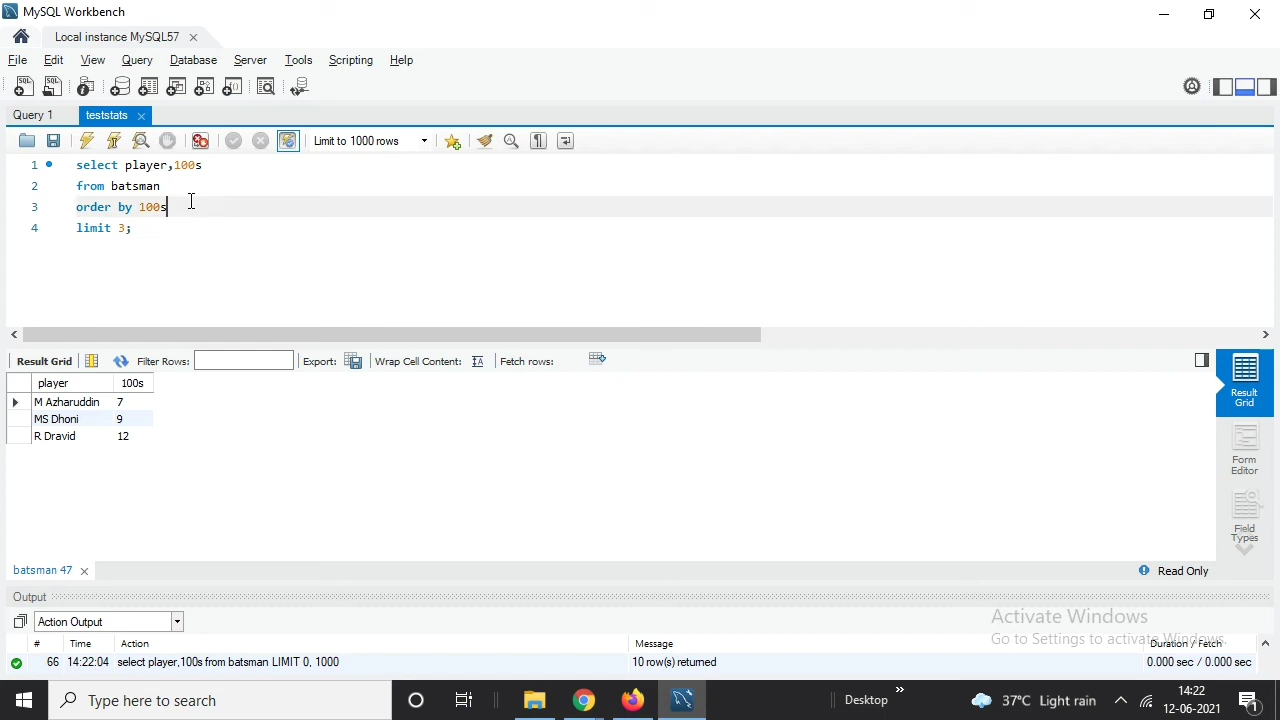 MySQL Workbench
Local instance MySQL57 ×
File Edit View Query Database Server Tools Scripting Help
Query 1 teststats ×
Limit to 1000 rows
1 select player,100s
2 from batsman
3 order by 100s
4 limit 3;
Result Grid Filter Rows: Export: Wrap Cell Content: Fetch rows:
player 100s
M Azharuddin 7
MS Dhoni 9
R Dravid 12
Result Grid
Form Editor
Field Types
batsman 47 × Read Only
Output
Activate Windows
Go to Settings to activate Windows.
Action Output
# Time Action Message Duration / Fetch
66 14:22:04 select player,100s from batsman LIMIT 0, 1000 10 row(s) returned 0.000 sec / 0.000 sec
Type here to search Desktop » 37°C Light rain 14:22
12-06-2021 1